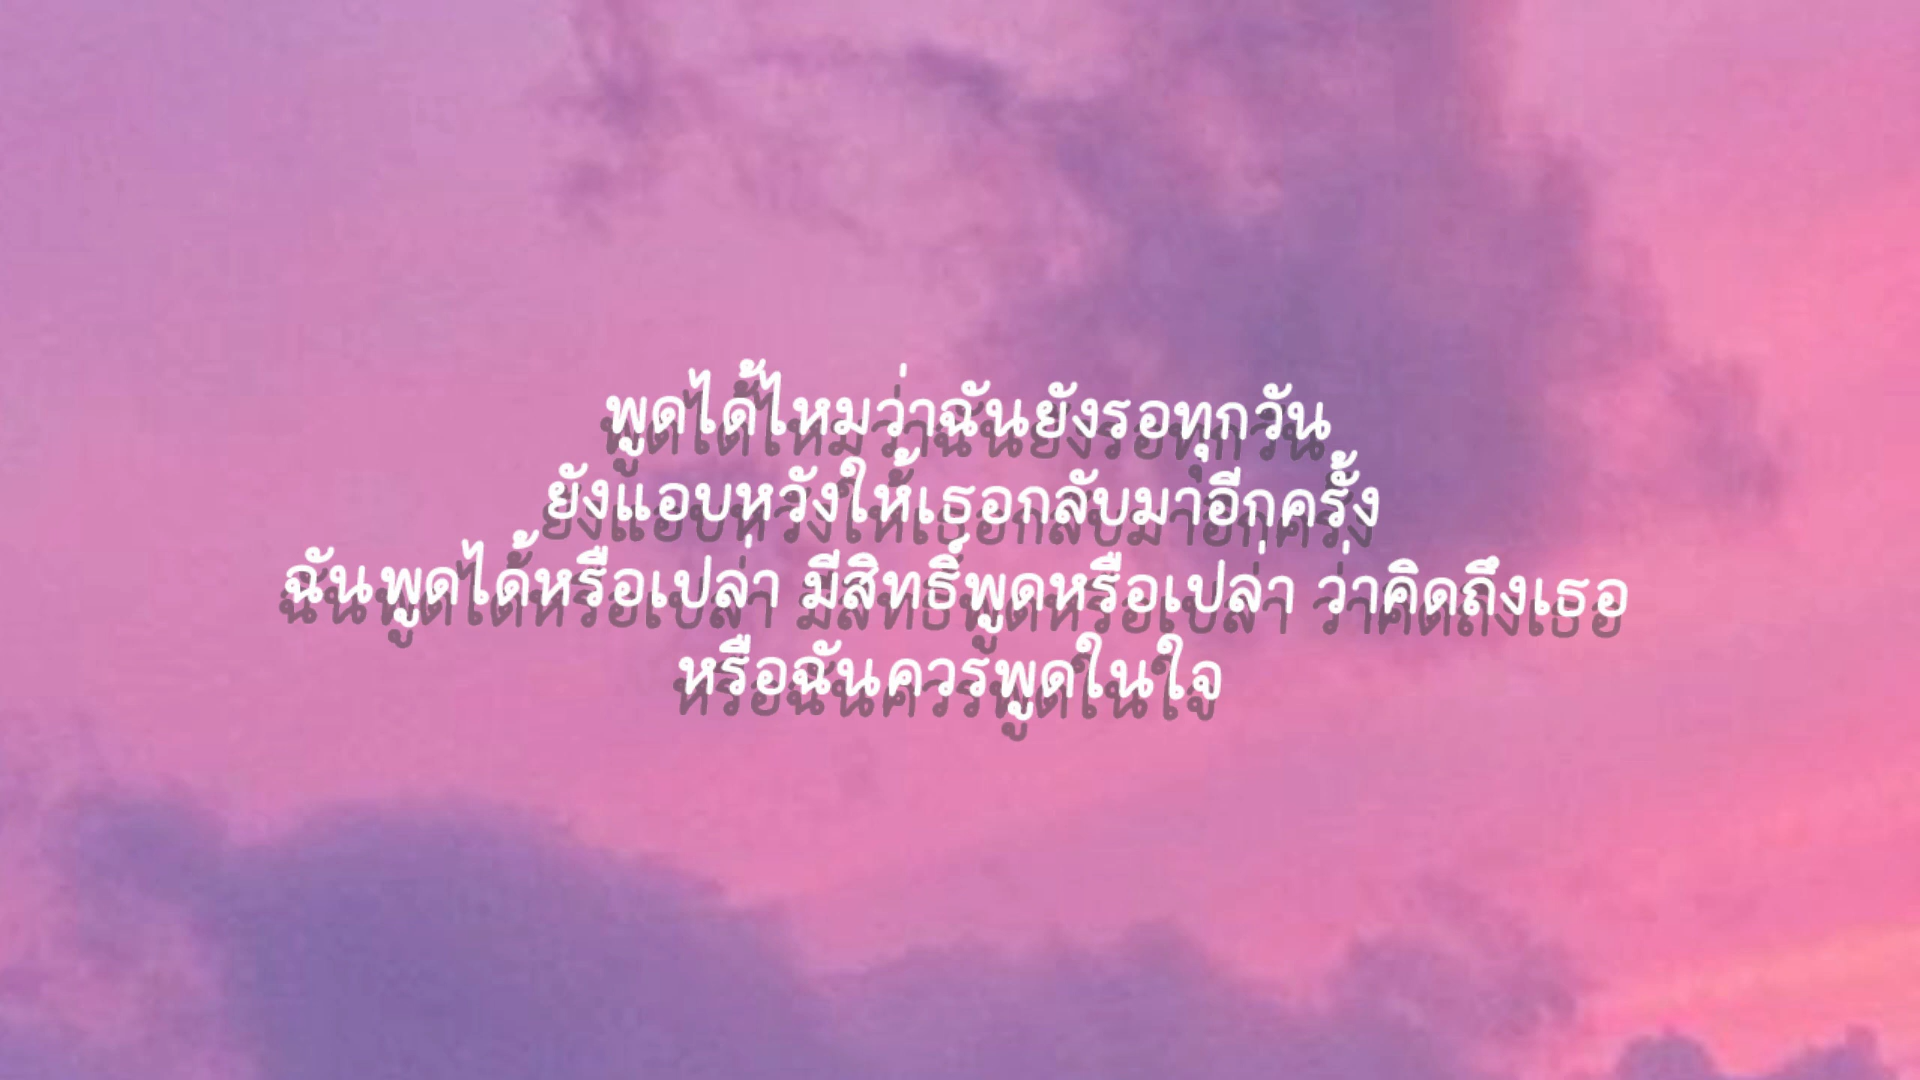 พูดได้ไหมว่าฉันยังรอทุกวัน
ยังแอบหวังให้เธอกลับมาอีกครั้ง
ฉันพูดได้หรือเปล่า มีสิทธิ์พูดหรือเปล่า ว่าคิดถึงเธอ
หรือฉันควรพูดในใจ